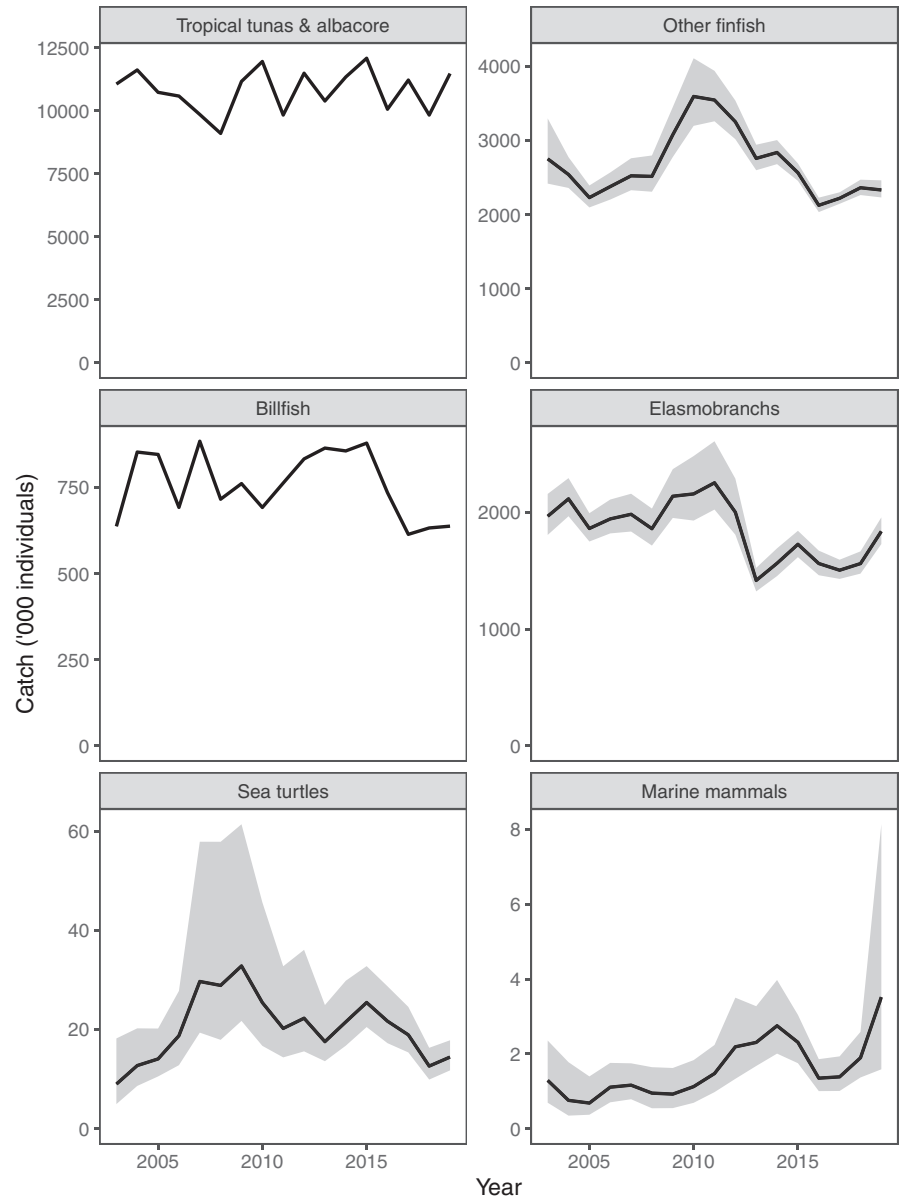 Tropical tunas & albacore
Other finfish
12500
10000
7500
5000
2500
0
4000
3000
2000
1000
0
Billfish
Elasmobranchs
750
500
250
0
2000
1000
0
Catch ('000 individuals)
Sea turtles
Marine mammals
60
40
20
0
8
6
4
2
0
2005 2010 2015
2005 2010 2015
Year